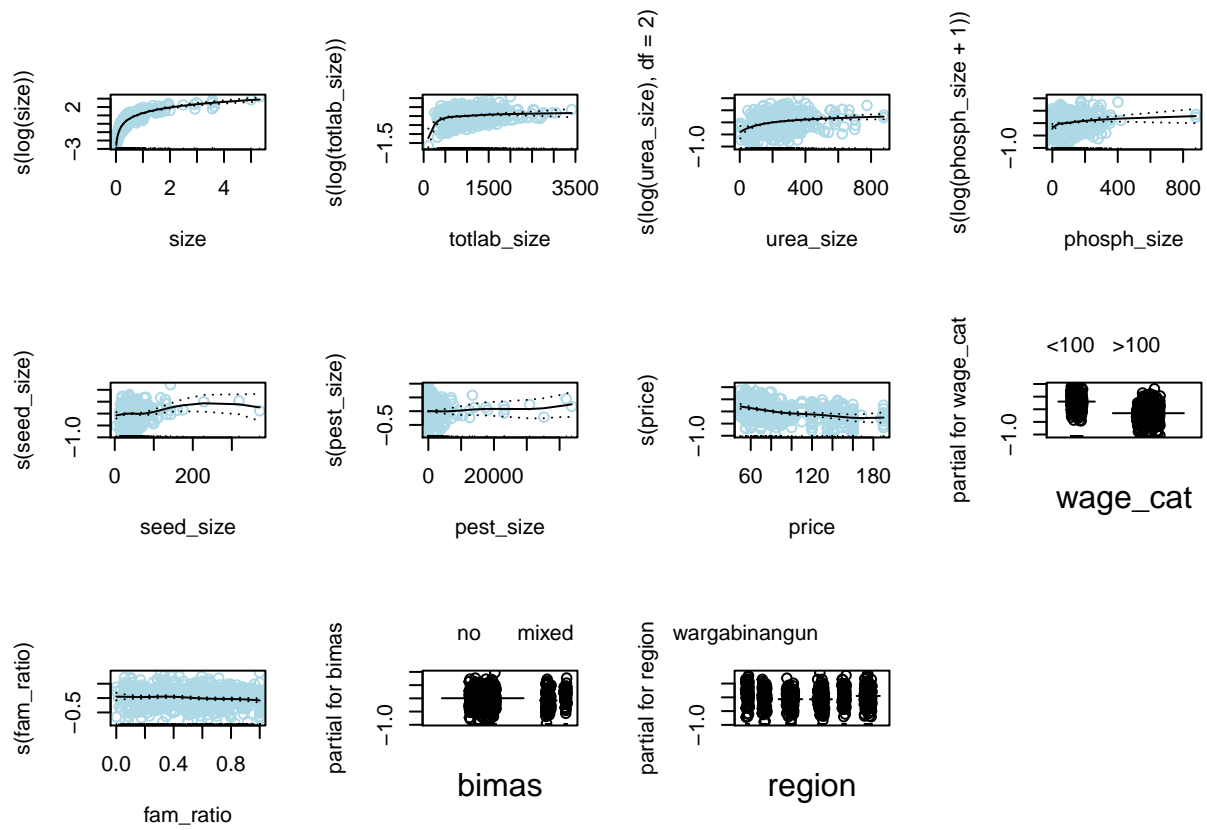 s(log(size))
2
−3
0 2 4
size
s(log(totlab_size))
−1.5
0 1500 3500
totlab_size
s(log(urea_size), df = 2)
−1.0
0 400 800
urea_size
s(log(phosph_size + 1))
−1.0
0 400 800
phosph_size
s(seed_size)
−1.0
0 200
seed_size
s(pest_size)
−0.5
0 20000
pest_size
s(price)
−1.0
60 120 180
price
partial for wage_cat
<100 >100
−1.0
wage_cat
s(fam_ratio)
−0.5
0.0 0.4 0.8
fam_ratio
partial for bimas
no mixed
−1.0
bimas
partial for region
wargabinangun
−1.0
region